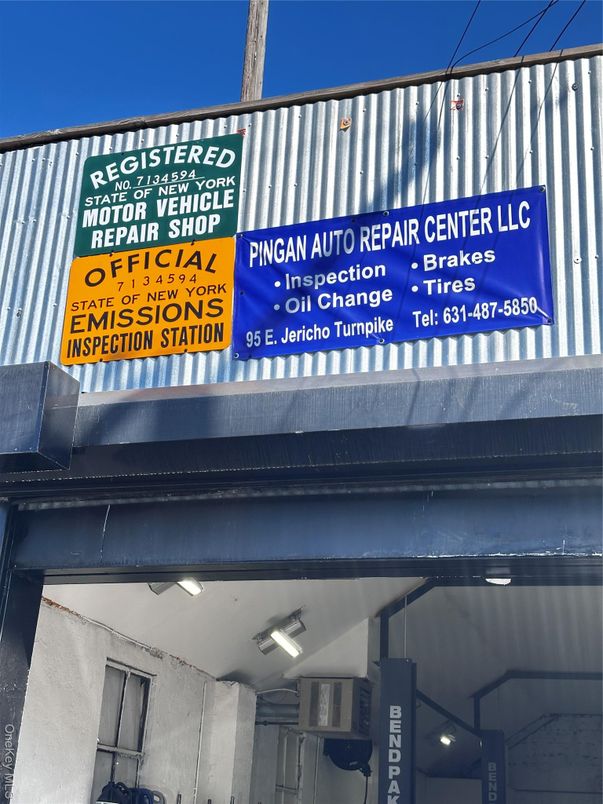 REGISTERED
NO. 7134594
STATE OF NEW YORK
MOTOR VEHICLE
REPAIR SHOP
OFFICIAL
7134594
STATE OF NEW YORK
EMISSIONS
INSPECTION STATION
PINGAN AUTO REPAIR CENTER LLC
• Inspection
• Oil Change
• Brakes
• Tires
95 E. Jericho Turnpike
Tel: 631-487-5850
BENDPAK
BEND
OneKey MLS